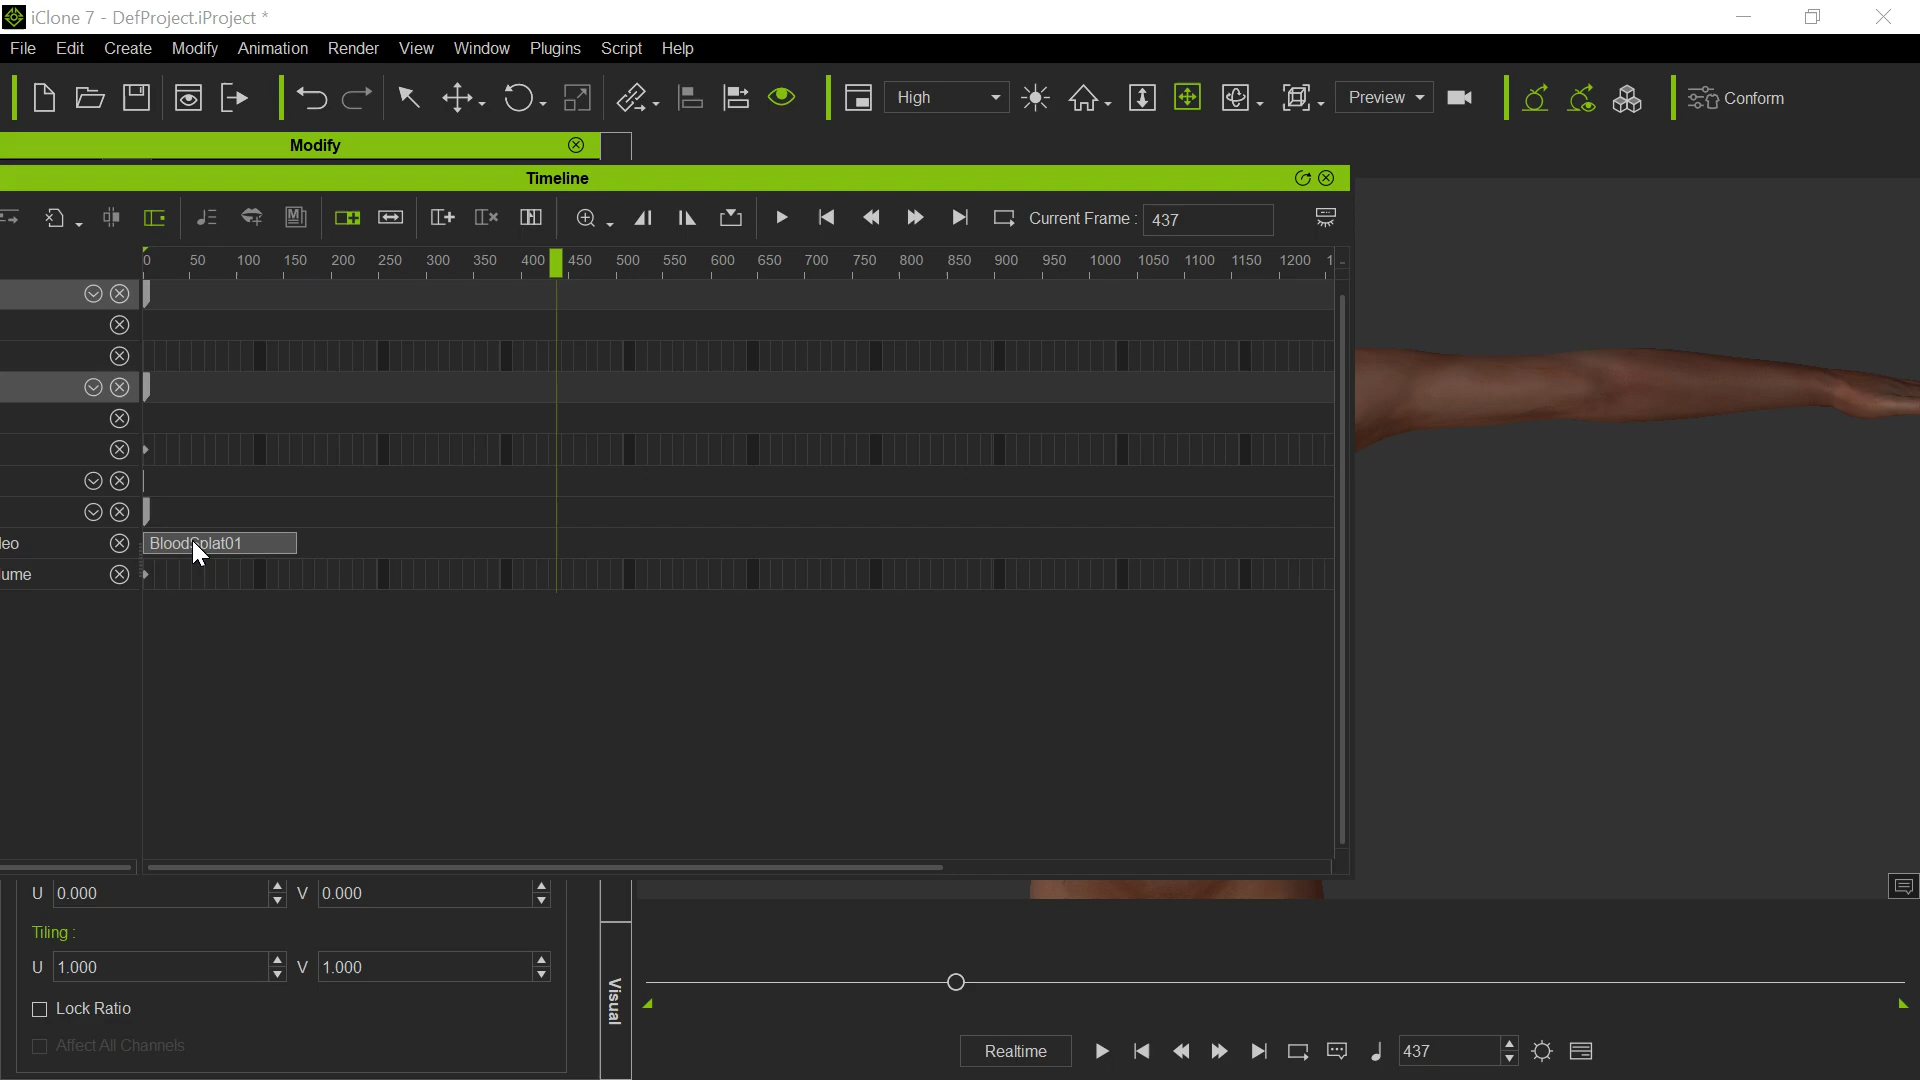 iClone 7 - DefProject.iProject *
File Edit Create Modify Animation Render View Window Plugins Script Help
High Preview Conform
Modify
Timeline
Current Frame : 437
0 50 100 150 200 250 300 350 400 450 500 550 600 650 700 750 800 850 900 950 1000 1050 1100 1150 1200 1
eo BloodSplat01
ume
U 0.000 V 0.000
Tiling :
U 1.000 V 1.000
Lock Ratio
Affect All Channels
Visual
Realtime 437